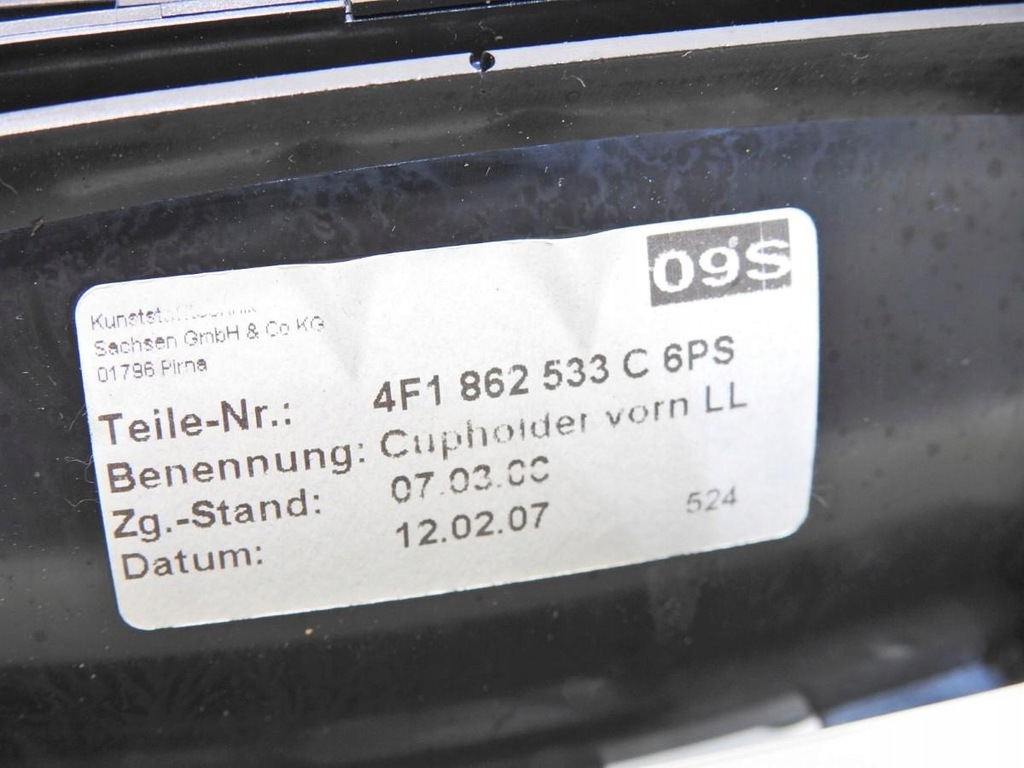 09S
Kunststofftechnik
Sachsen GmbH & Co KG
01796 Pirna
Teile-Nr.: 4F1 862 533 C 6PS
Benennung: Cupholder vorn LL
Zg.-Stand: 07.03.06
Datum: 12.02.07 524